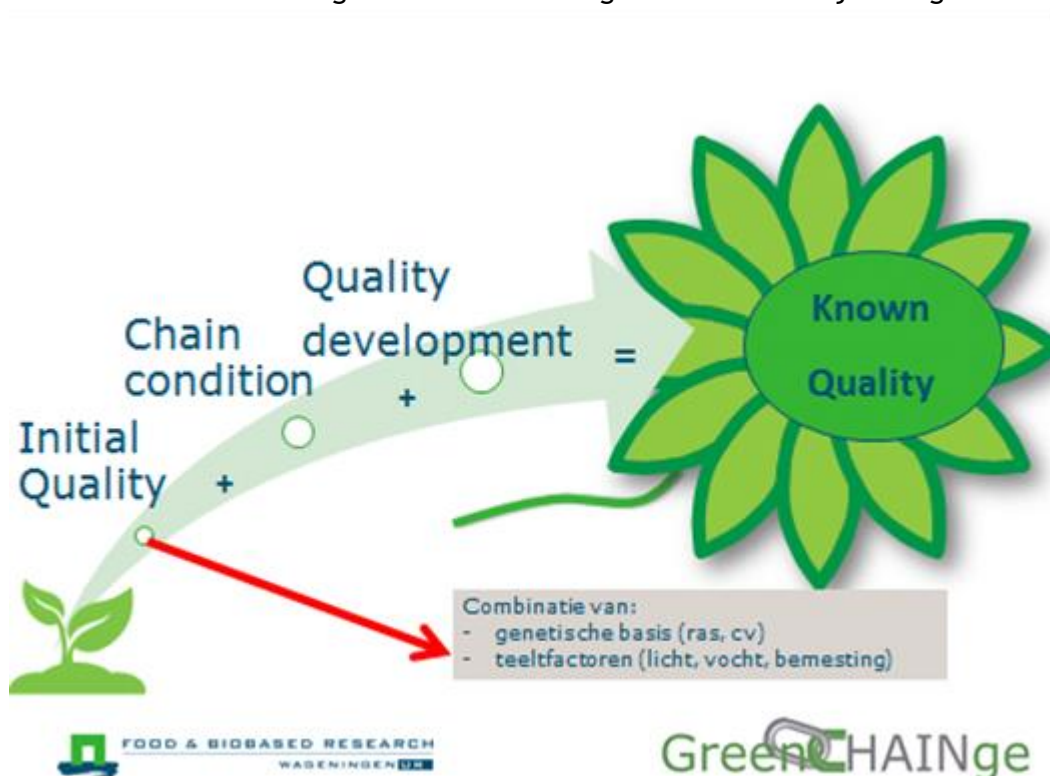 Quality
development
Chain
condition
Initial
Quality
+
+
=
Known
Quality
Combinatie van:
- genetische basis (ras, cv)
- teeltfactoren (licht, vocht, bemesting)
FOOD & BIOBASED RESEARCH
WAGENINGEN UR
GreenCHAINge